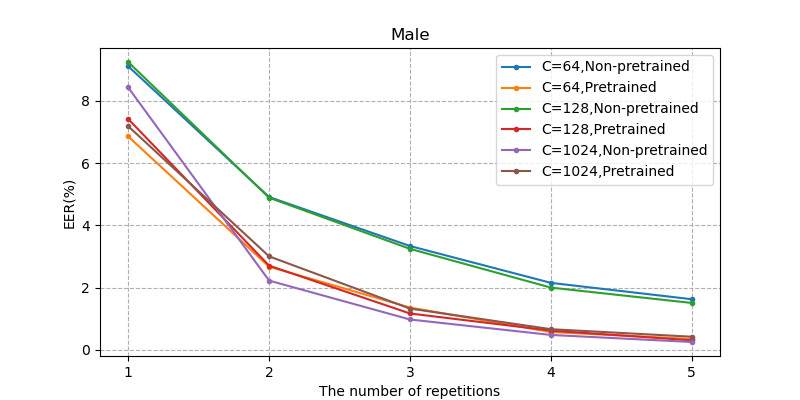 Male
C=64,Non-pretrained
C=64,Pretrained
C=128,Non-pretrained
C=128,Pretrained
C=1024,Non-pretrained
C=1024,Pretrained
EER(%)
8
6
4
2
0
1 2 3 4 5
The number of repetitions